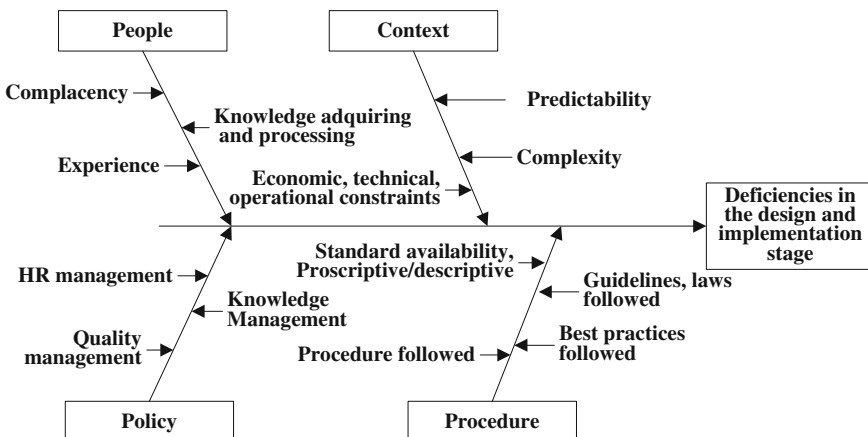 People
Context
Complacency
Knowledge adquiring
and processing
Experience
Predictability
Complexity
Economic, technical,
operational constraints
Deficiencies in
the design and
implementation
stage
HR management
Knowledge
Management
Quality
management
Standard availability,
Proscriptive/descriptive
Guidelines, laws
followed
Best practices
followed
Procedure followed
Policy
Procedure